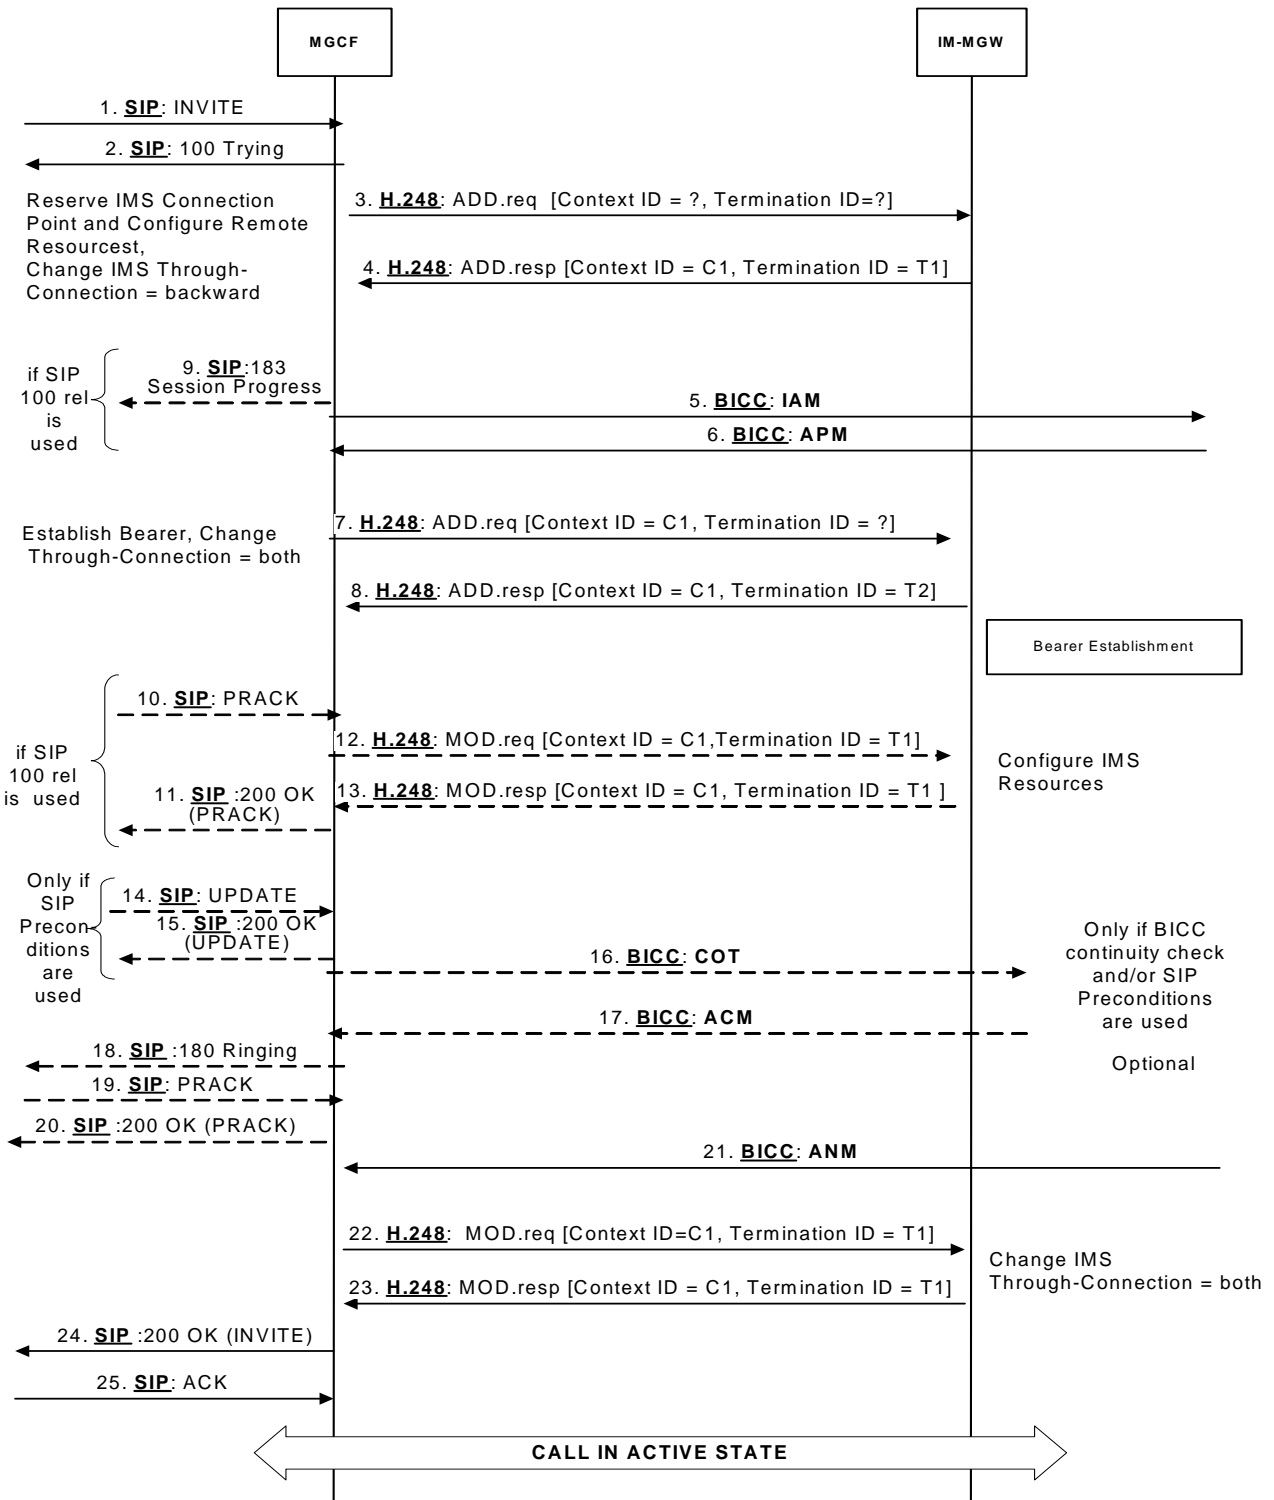 MGCF
IM-MGW
1. SIP: INVITE
2. SIP: 100 Trying
Reserve IMS Connection
Point and Configure Remote
Resourcest,
Change IMS Through-
Connection = backward
3. H.248: ADD.req [Context ID = ?, Termination ID=?]
4. H.248: ADD.resp [Context ID = C1, Termination ID = T1]
if SIP
100 rel
is
used
9. SIP:183
Session Progress
5. BICC: IAM
6. BICC: APM
Establish Bearer, Change
Through-Connection = both
7. H.248: ADD.req [Context ID = C1, Termination ID = ?]
8. H.248: ADD.resp [Context ID = C1, Termination ID = T2]
Bearer Establishment
if SIP
100 rel
is used
10. SIP: PRACK
12. H.248: MOD.req [Context ID = C1,Termination ID = T1]
11. SIP :200 OK
(PRACK)
13. H.248: MOD.resp [Context ID = C1, Termination ID = T1 ]
Configure IMS
Resources
Only if
SIP
Precon
ditions
are
used
14. SIP: UPDATE
15. SIP :200 OK
(UPDATE)
16. BICC: COT
Only if BICC
continuity check
and/or SIP
Preconditions
are used
17. BICC: ACM
Optional
18. SIP :180 Ringing
19. SIP: PRACK
20. SIP :200 OK (PRACK)
21. BICC: ANM
22. H.248: MOD.req [Context ID=C1, Termination ID = T1]
23. H.248: MOD.resp [Context ID = C1, Termination ID = T1]
Change IMS
Through-Connection = both
24. SIP :200 OK (INVITE)
25. SIP: ACK
CALL IN ACTIVE STATE